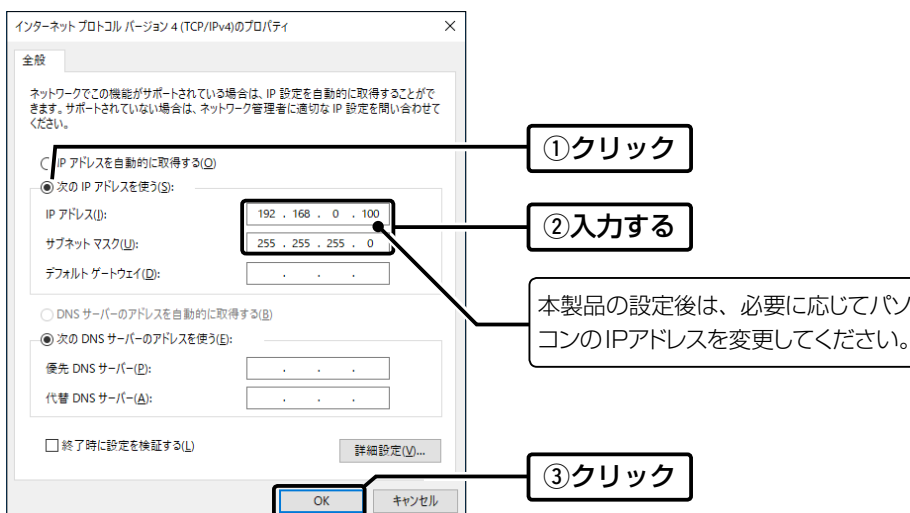 インターネット プロトコル バージョン 4 (TCP/IPv4)のプロパティ
全般
ネットワークでこの機能がサポートされている場合は、IP 設定を自動的に取得することがで
きます。サポートされていない場合は、ネットワーク管理者に適切な IP 設定を問い合わせて
ください。
IP アドレスを自動的に取得する(O)
次の IP アドレスを使う(S):
IP アドレス(I): 192 . 168 . 0 . 100
サブネット マスク(U): 255 . 255 . 255 . 0
デフォルト ゲートウェイ(D): . . .
DNS サーバーのアドレスを自動的に取得する(B)
次の DNS サーバーのアドレスを使う(E):
優先 DNS サーバー(P): . . .
代替 DNS サーバー(A): . . .
終了時に設定を検証する(L)
詳細設定(V)...
OK キャンセル
①クリック
②入力する
本製品の設定後は、必要に応じてパソ
コンのIPアドレスを変更してください。
③クリック